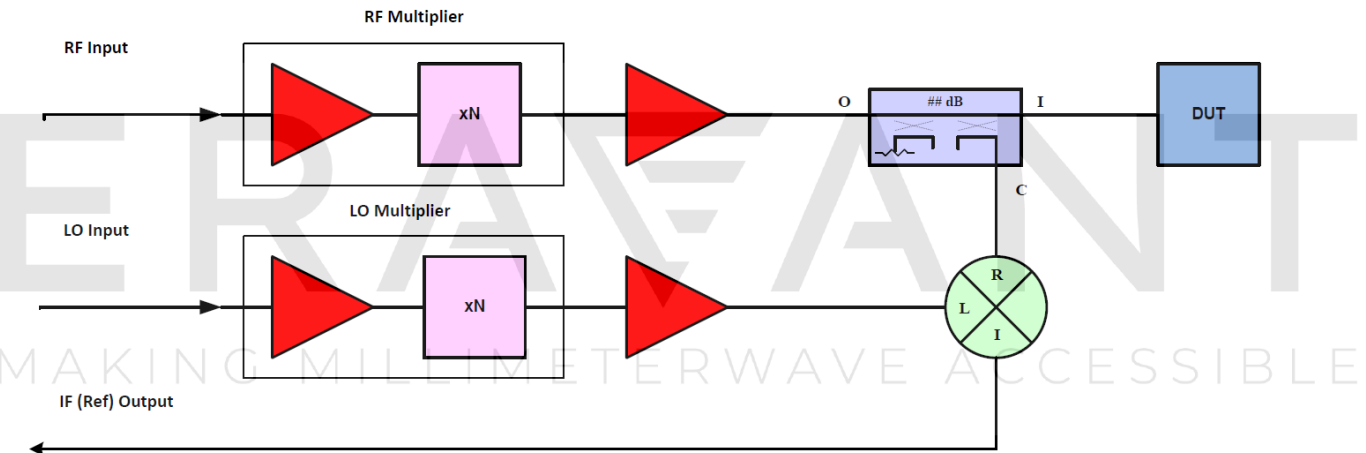 RF Multiplier
RF Input
xN
O
## dB
I
DUT
C
LO Multiplier
LO Input
xN
R
L
I
IF (Ref) Output
ERAVANT
MAKING MILLIMETERWAVE ACCESSIBLE